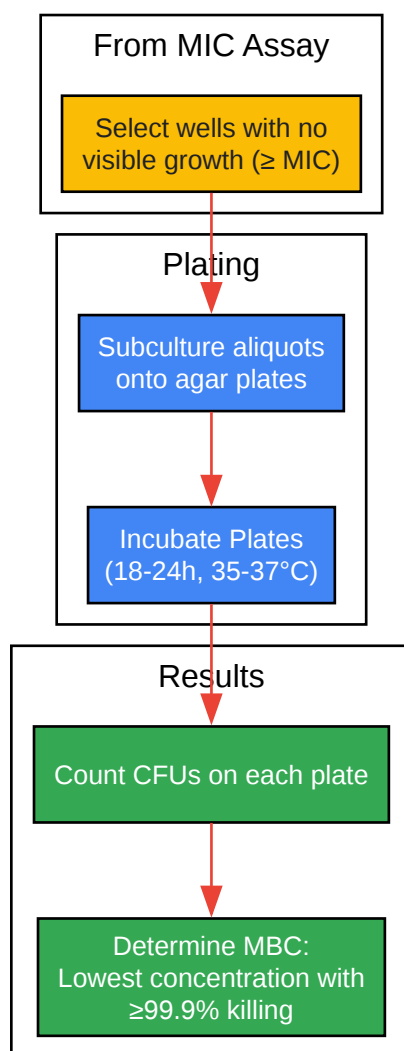 From MIC Assay
Select wells with no
visible growth (≥ MIC)
Plating
Subculture aliquots
onto agar plates
Incubate Plates
(18-24h, 35-37°C)
Results
Count CFUs on each plate
Determine MBC:
Lowest concentration with
≥99.9% killing